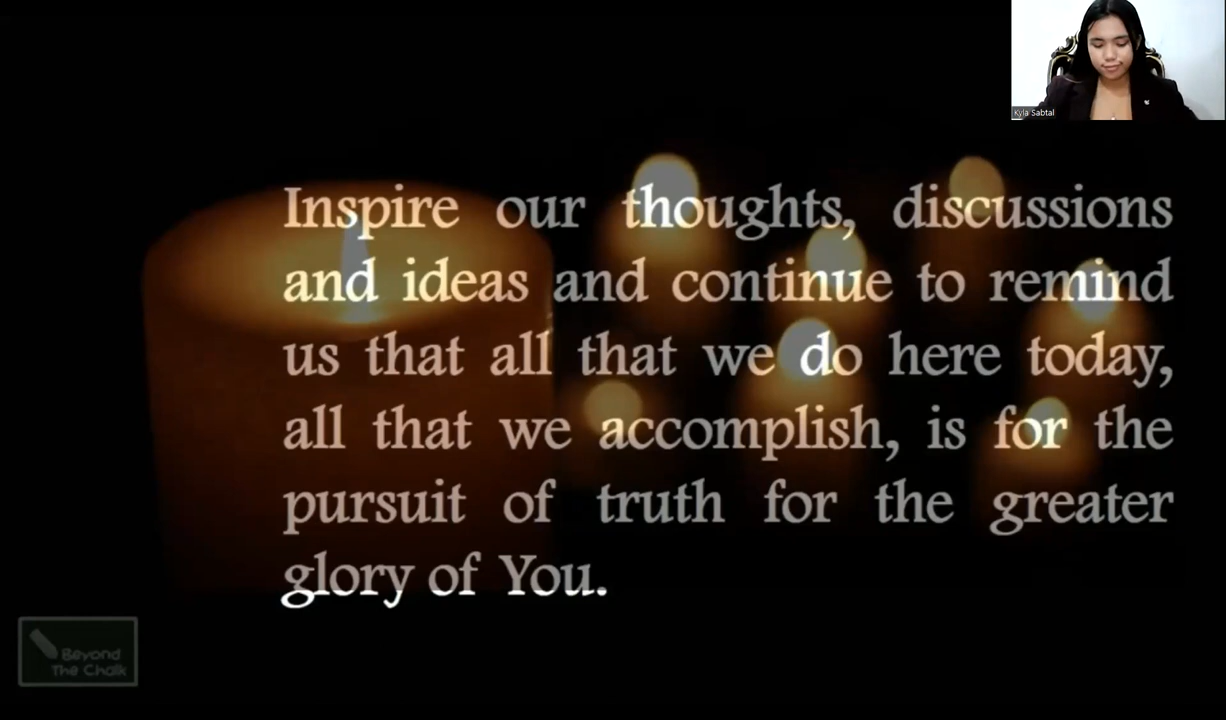 Kyla Sabtal
Inspire our thoughts, discussions
and ideas and continue to remind
us that all that we do here today,
all that we accomplish, is for the
pursuit of truth for the greater
glory of You.
Beyond
The Chalk